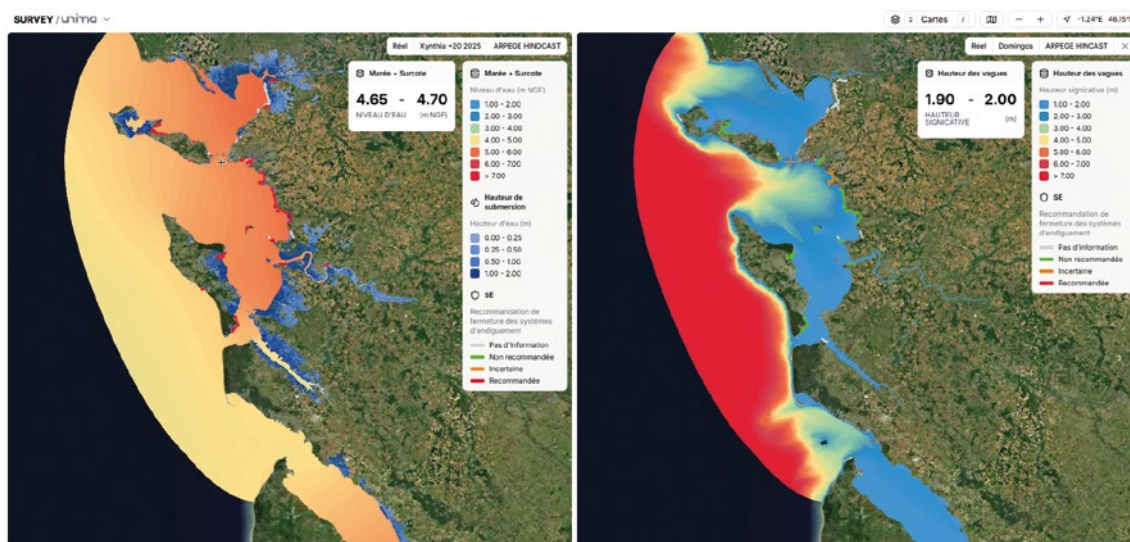 SURVEY / unima
2 Cartes /
− +
-1.24°E 46.15°
Réel Xynthia +20 2025 ARPEGE HINDCAST
Marée + Surcote
4.65 - 4.70
NIVEAU D'EAU (m NGF)
Marée + Surcote
Niveau d'eau (m NGF)
1.00 - 2.00
2.00 - 3.00
3.00 - 4.00
4.00 - 5.00
5.00 - 6.00
6.00 - 7.00
> 7.00
Hauteur de
submersion
Hauteur d'eau (m)
0.00 - 0.25
0.25 - 0.50
0.50 - 1.00
1.00 - 2.00
SE
Recommandation de
fermeture des systèmes
d'endiguement
Pas d'information
Non recommandée
Incertaine
Recommandée
Réel Domingos ARPEGE HINCAST
Hauteur des vagues
1.90 - 2.00
HAUTEUR
SIGNICATIVE (m)
Hauteur des vagues
Hauteur signicative (m)
1.00 - 2.00
2.00 - 3.00
3.00 - 4.00
4.00 - 5.00
5.00 - 6.00
6.00 - 7.00
> 7.00
SE
Recommandation de
fermeture des systèmes
d'endiguement
Pas d'information
Non recommandée
Incertaine
Recommandée